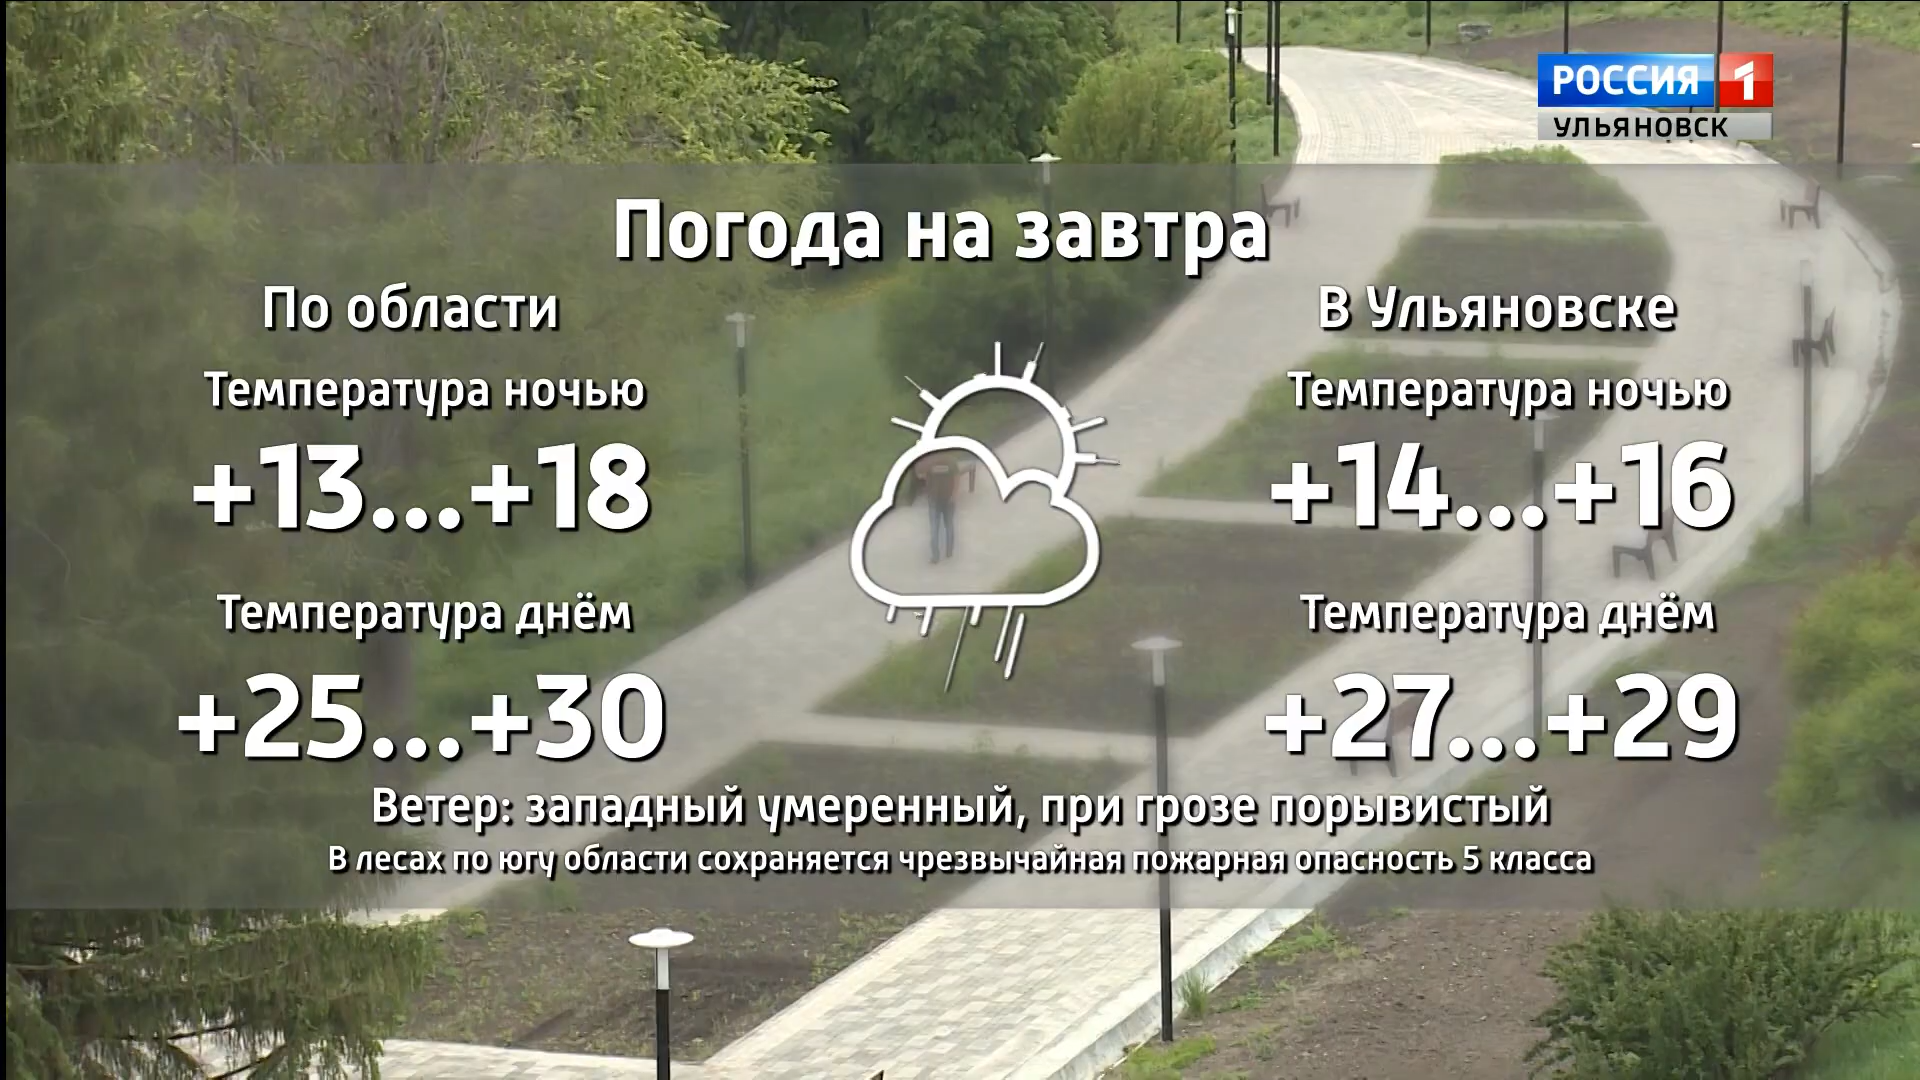 РОССИЯ 1
УЛЬЯНОВСК
Погода на завтра
По области
Температура ночью
+13...+18
Температура днём
+25...+30
В Ульяновске
Температура ночью
+14...+16
Температура днём
+27...+29
Ветер: западный умеренный, при грозе порывистый
В лесах по югу области сохраняется чрезвычайная пожарная опасность 5 класса